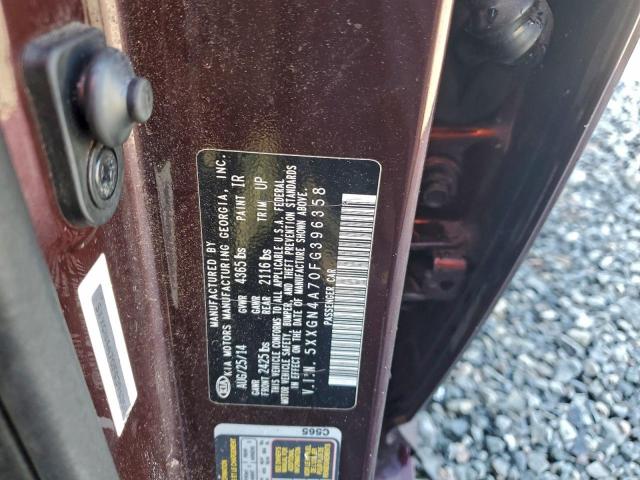 MANUFACTURED BY
KIA MOTORS MANUFACTURING GEORGIA, INC.
AUG/25/14 GVWR 4365 lbs PAINT IR
GAWR FRONT 2425 lbs GAWR REAR 2116 lbs TRIM UP
THIS VEHICLE CONFORMS TO ALL APPLICABLE U.S.A. FEDERAL
MOTOR VEHICLE SAFETY, BUMPER, AND THEFT PREVENTION STANDARDS
IN EFFECT ON THE DATE OF MANUFACTURE SHOWN ABOVE.
V.I.N. 5XXGN4A70FG396358
PASSENGER CAR
C565